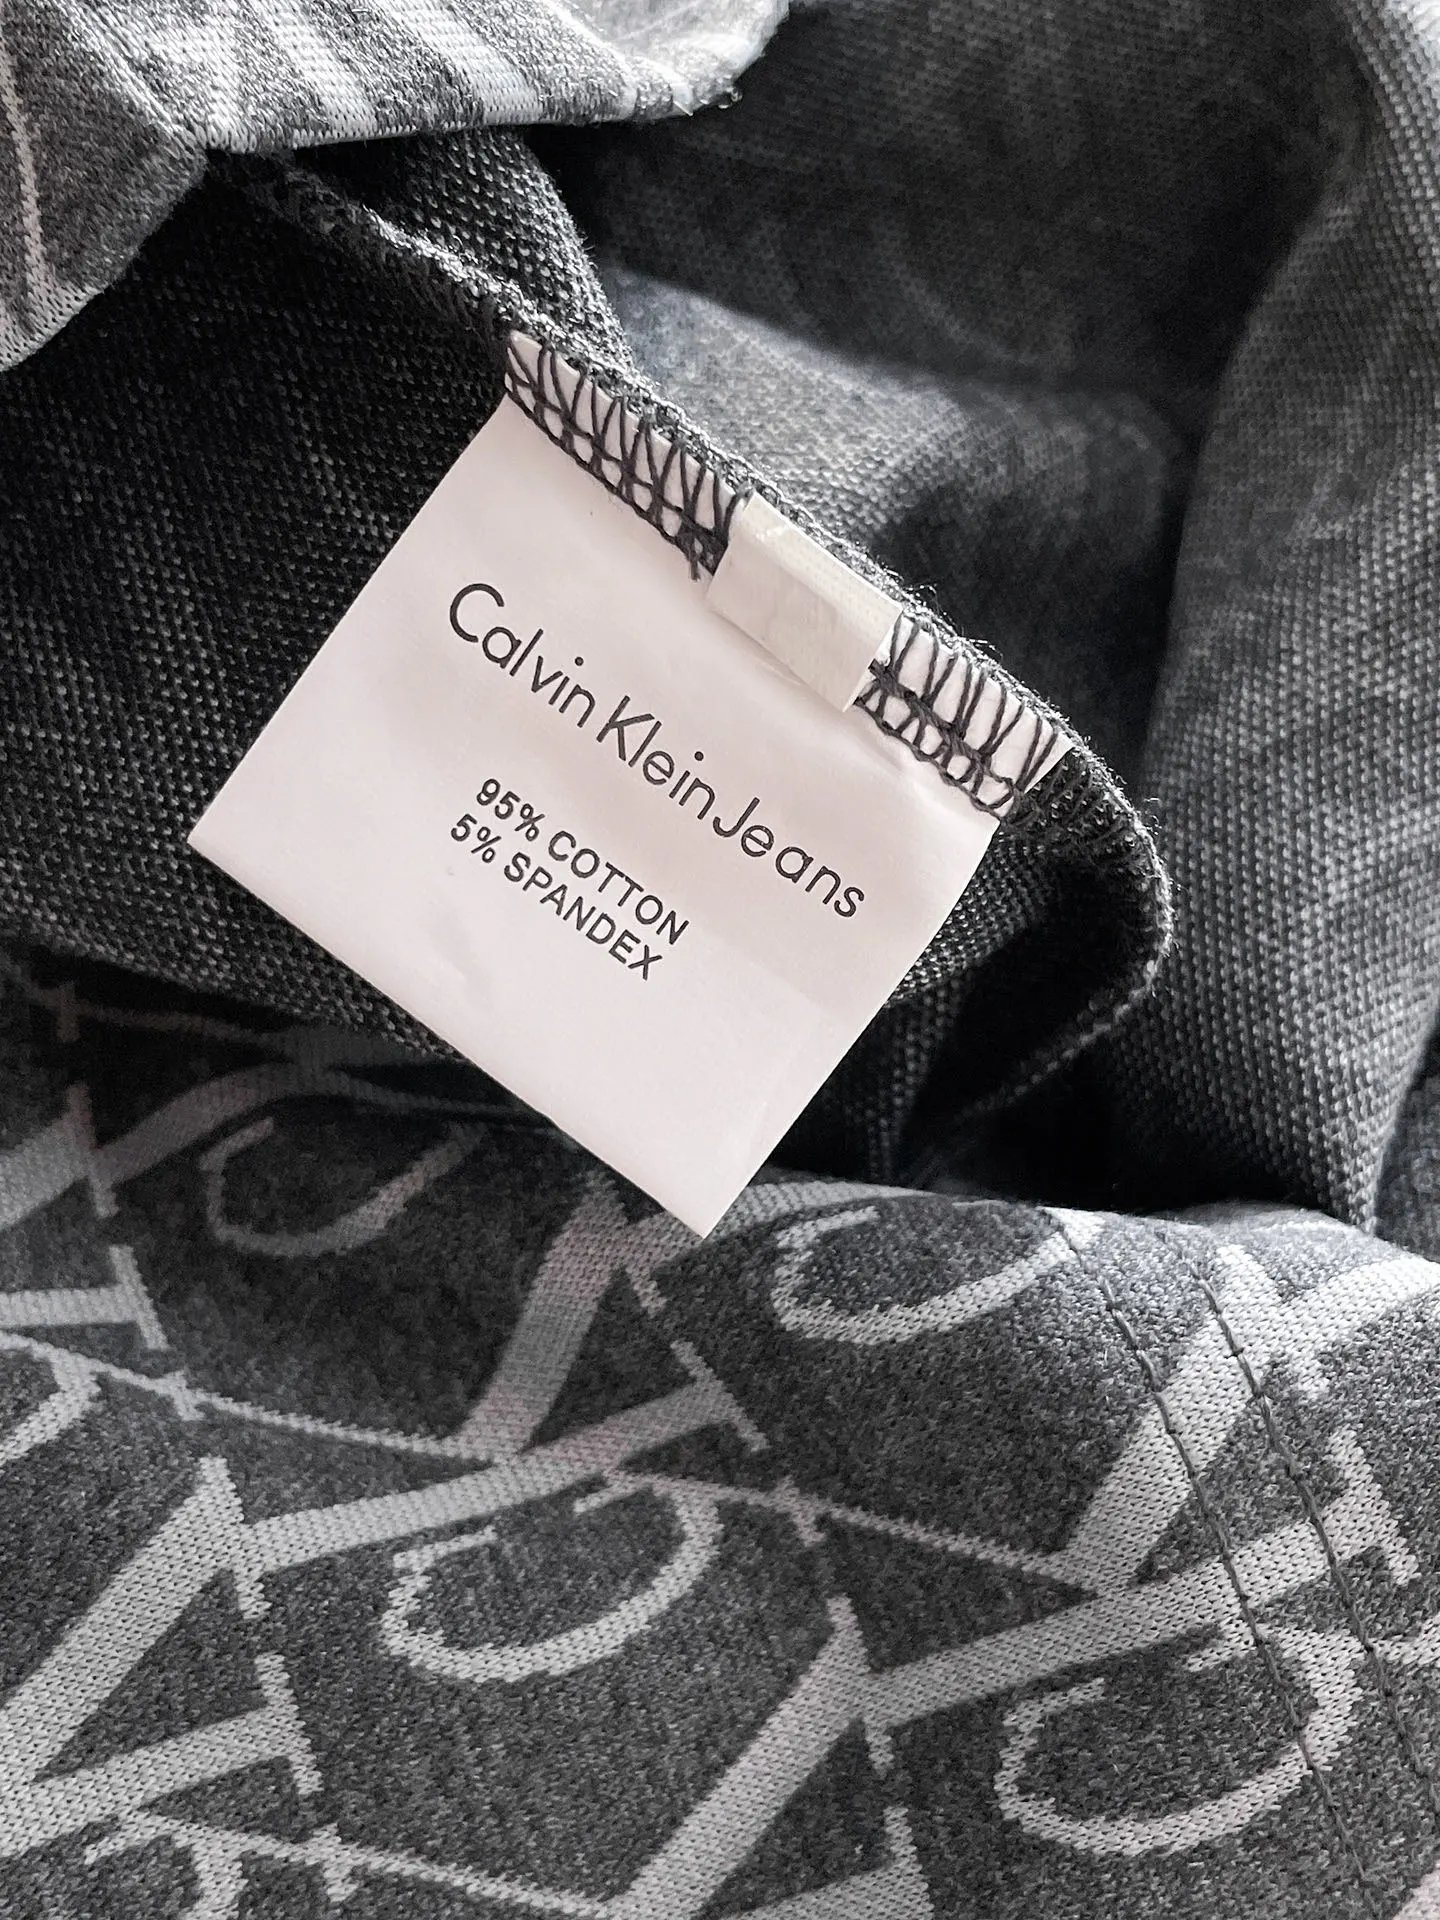 Calvin Klein Jeans
95% COTTON
5% SPANDEX